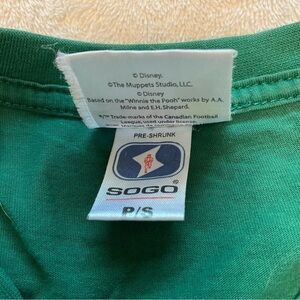 © Disney.
©The Muppets Studio, LLC.
© Disney
Based on the "Winnie the Pooh" works by A.A.
Milne and E.H. Shepard.
®/™ Trade-marks of the Canadian Football
League, used under license.
PRE-SHRUNK
SOGO®
P/S